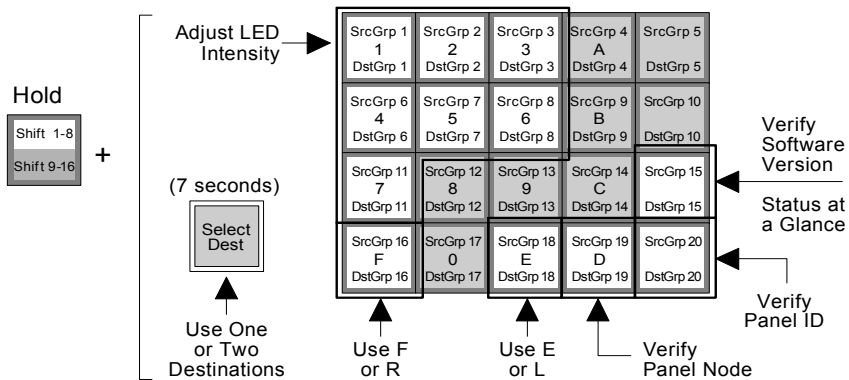 Hold
Shift 1-8
Shift 9-16
+
(7 seconds)
Select
Dest
Use One
or Two
Destinations
Adjust LED
Intensity
SrcGrp 1
1
DstGrp 1
SrcGrp 2
2
DstGrp 2
SrcGrp 3
3
DstGrp 3
SrcGrp 4
A
DstGrp 4
SrcGrp 5
DstGrp 5
SrcGrp 6
4
DstGrp 6
SrcGrp 7
5
DstGrp 7
SrcGrp 8
6
DstGrp 8
SrcGrp 9
B
DstGrp 9
SrcGrp 10
DstGrp 10
SrcGrp 11
7
DstGrp 11
SrcGrp 12
8
DstGrp 12
SrcGrp 13
9
DstGrp 13
SrcGrp 14
C
DstGrp 14
SrcGrp 15
DstGrp 15
SrcGrp 16
F
DstGrp 16
SrcGrp 17
0
DstGrp 17
SrcGrp 18
E
DstGrp 18
SrcGrp 19
D
DstGrp 19
SrcGrp 20
DstGrp 20
Verify
Software
Version
Status at
a Glance
Verify
Panel ID
Use F
or R
Use E
or L
Verify
Panel Node